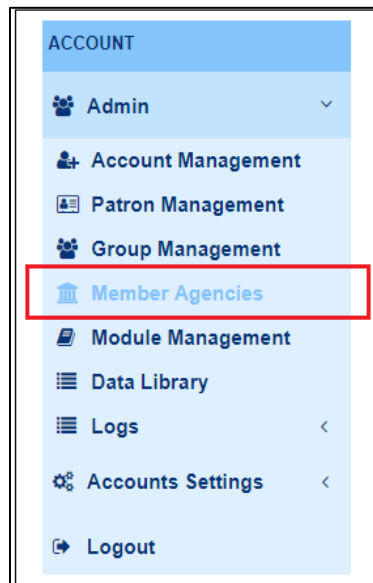 ACCOUNT
Admin
Account Management
Patron Management
Group Management
Member Agencies
Module Management
Data Library
Logs
Accounts Settings
Logout